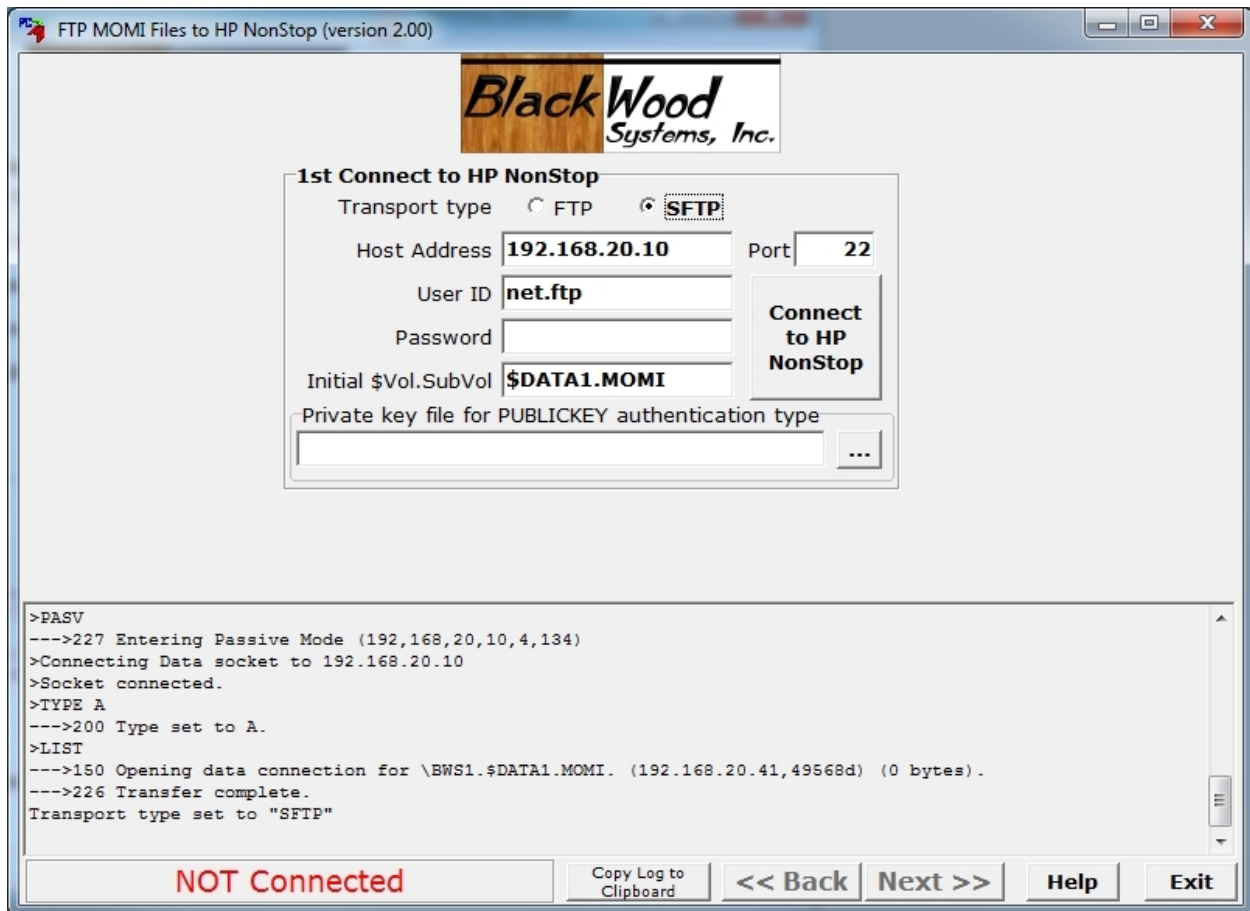 FTP MOMI Files to HP NonStop (version 2.00)
BlackWood
Systems, Inc.
1st Connect to HP NonStop
Transport type FTP SFTP
Host Address 192.168.20.10 Port 22
User ID net.ftp
Password
Initial $Vol.SubVol $DATA1.MOMI
Connect
to HP
NonStop
Private key file for PUBLICKEY authentication type
...
>PASV
--->227 Entering Passive Mode (192,168,20,10,4,134)
>Connecting Data socket to 192.168.20.10
>Socket connected.
>TYPE A
--->200 Type set to A.
>LIST
--->150 Opening data connection for \BWS1.$DATA1.MOMI. (192.168.20.41,49568d) (0 bytes).
--->226 Transfer complete.
Transport type set to "SFTP"
NOT Connected
Copy Log to
Clipboard
<< Back
Next >>
Help
Exit